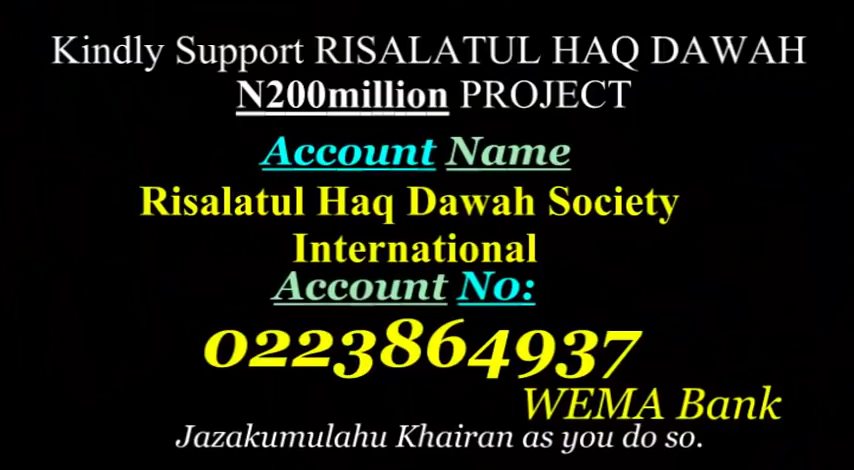 Kindly Support RISALATUL HAQ DAWAH
N200million PROJECT
Account Name
Risalatul Haq Dawah Society
International
Account No:
0223864937
WEMA Bank
Jazakumulahu Khairan as you do so.